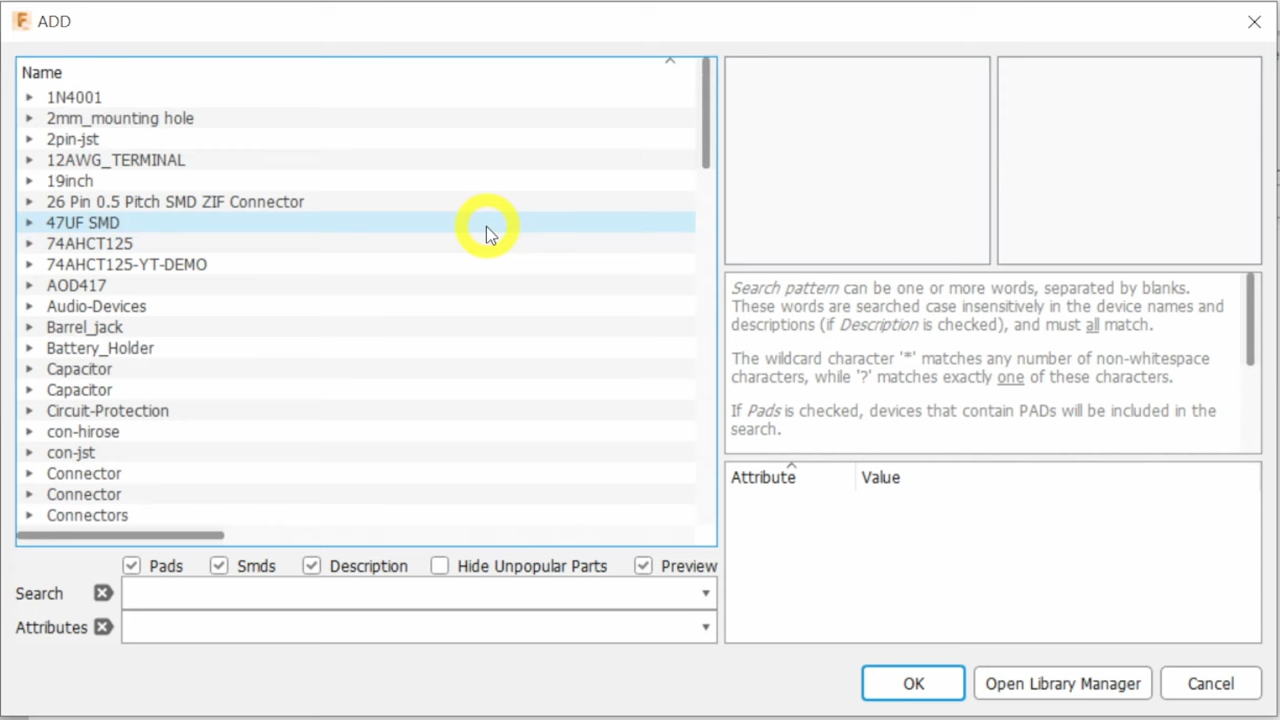 F ADD
Name
1N4001
2mm_mounting hole
2pin-jst
12AWG_TERMINAL
19inch
26 Pin 0.5 Pitch SMD ZIF Connector
47UF SMD
74AHCT125
74AHCT125-YT-DEMO
AOD417
Audio-Devices
Barrel_jack
Battery_Holder
Capacitor
Capacitor
Circuit-Protection
con-hirose
con-jst
Connector
Connector
Connectors
Pads Smds Description Hide Unpopular Parts Preview
Search
Attributes
Search pattern can be one or more words, separated by blanks.
These words are searched case insensitively in the device names and
descriptions (if Description is checked), and must all match.
The wildcard character '*' matches any number of non-whitespace
characters, while '?' matches exactly one of these characters.
If Pads is checked, devices that contain PADs will be included in the
search.
Attribute Value
OK Open Library Manager Cancel